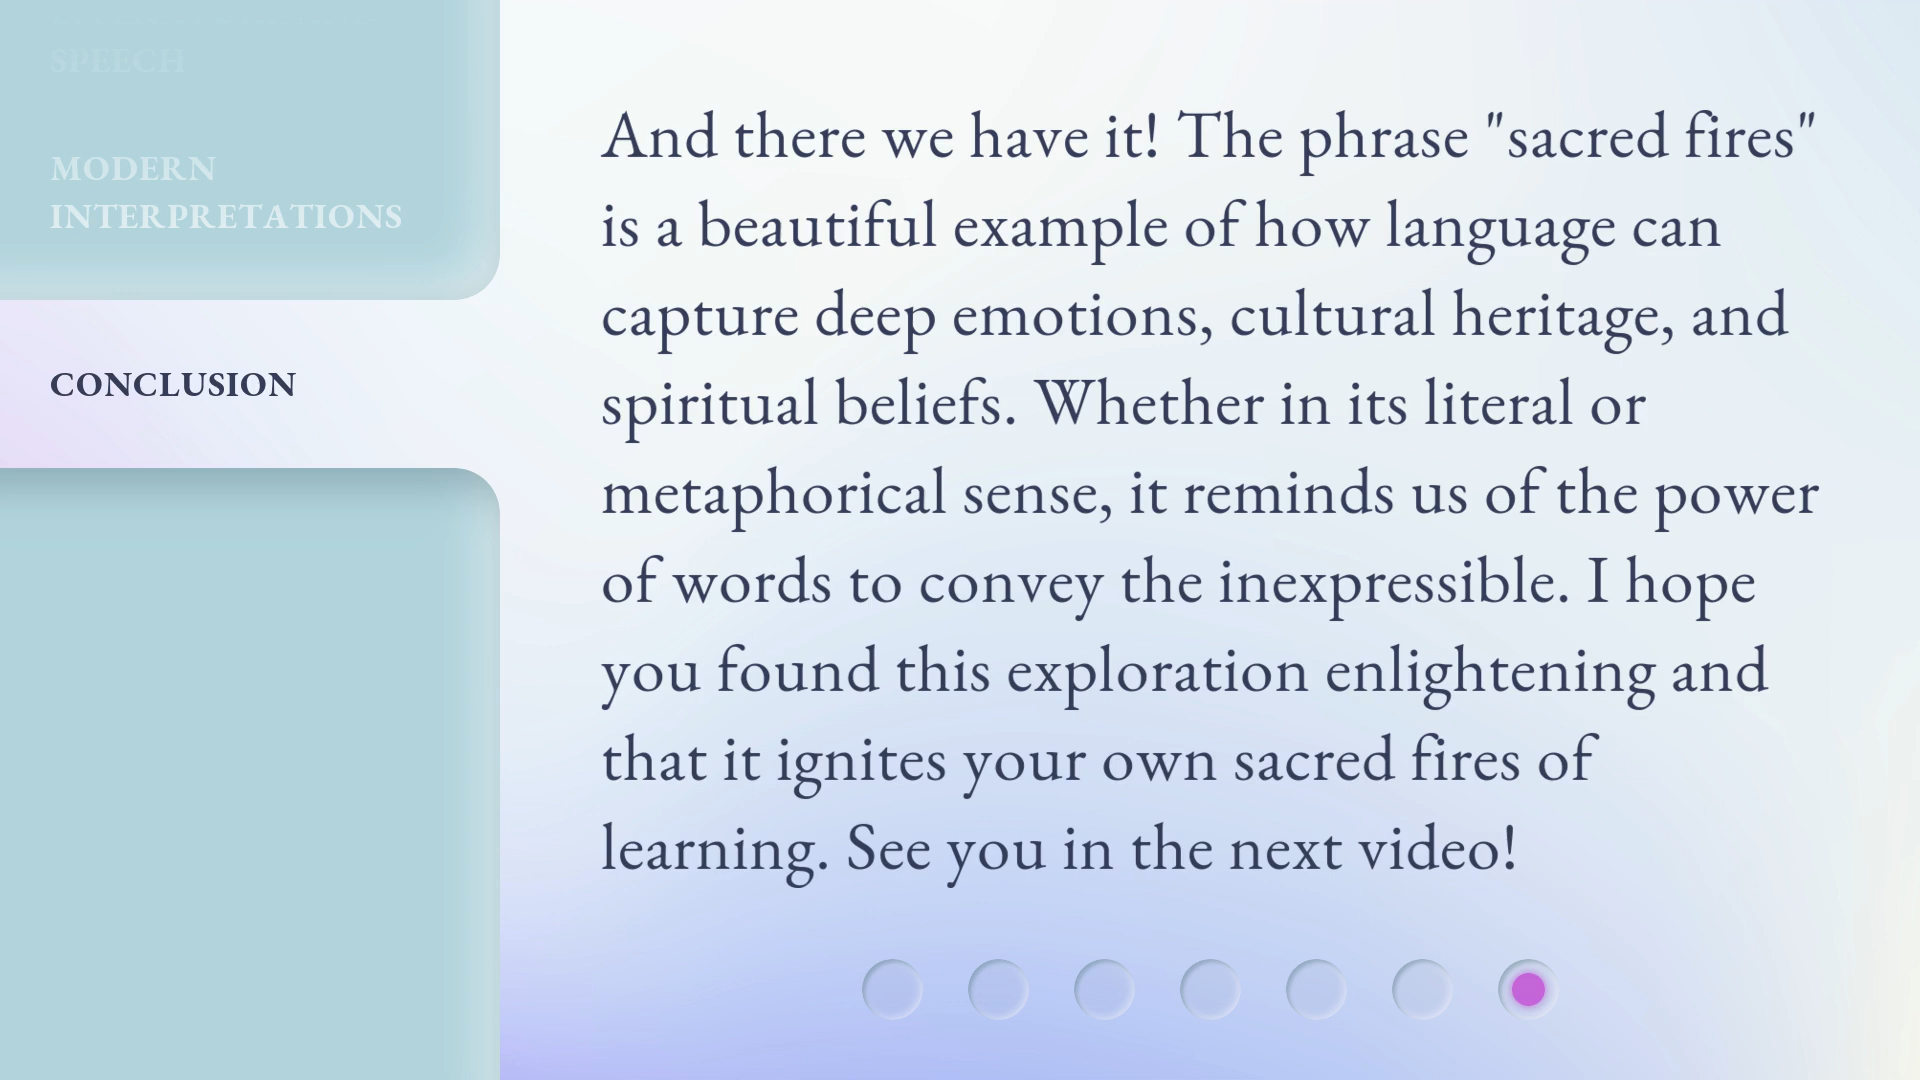 SPEECH
MODERN
INTERPRETATIONS
CONCLUSION
And there we have it! The phrase "sacred fires"
is a beautiful example of how language can
capture deep emotions, cultural heritage, and
spiritual beliefs. Whether in its literal or
metaphorical sense, it reminds us of the power
of words to convey the inexpressible. I hope
you found this exploration enlightening and
that it ignites your own sacred fires of
learning. See you in the next video!